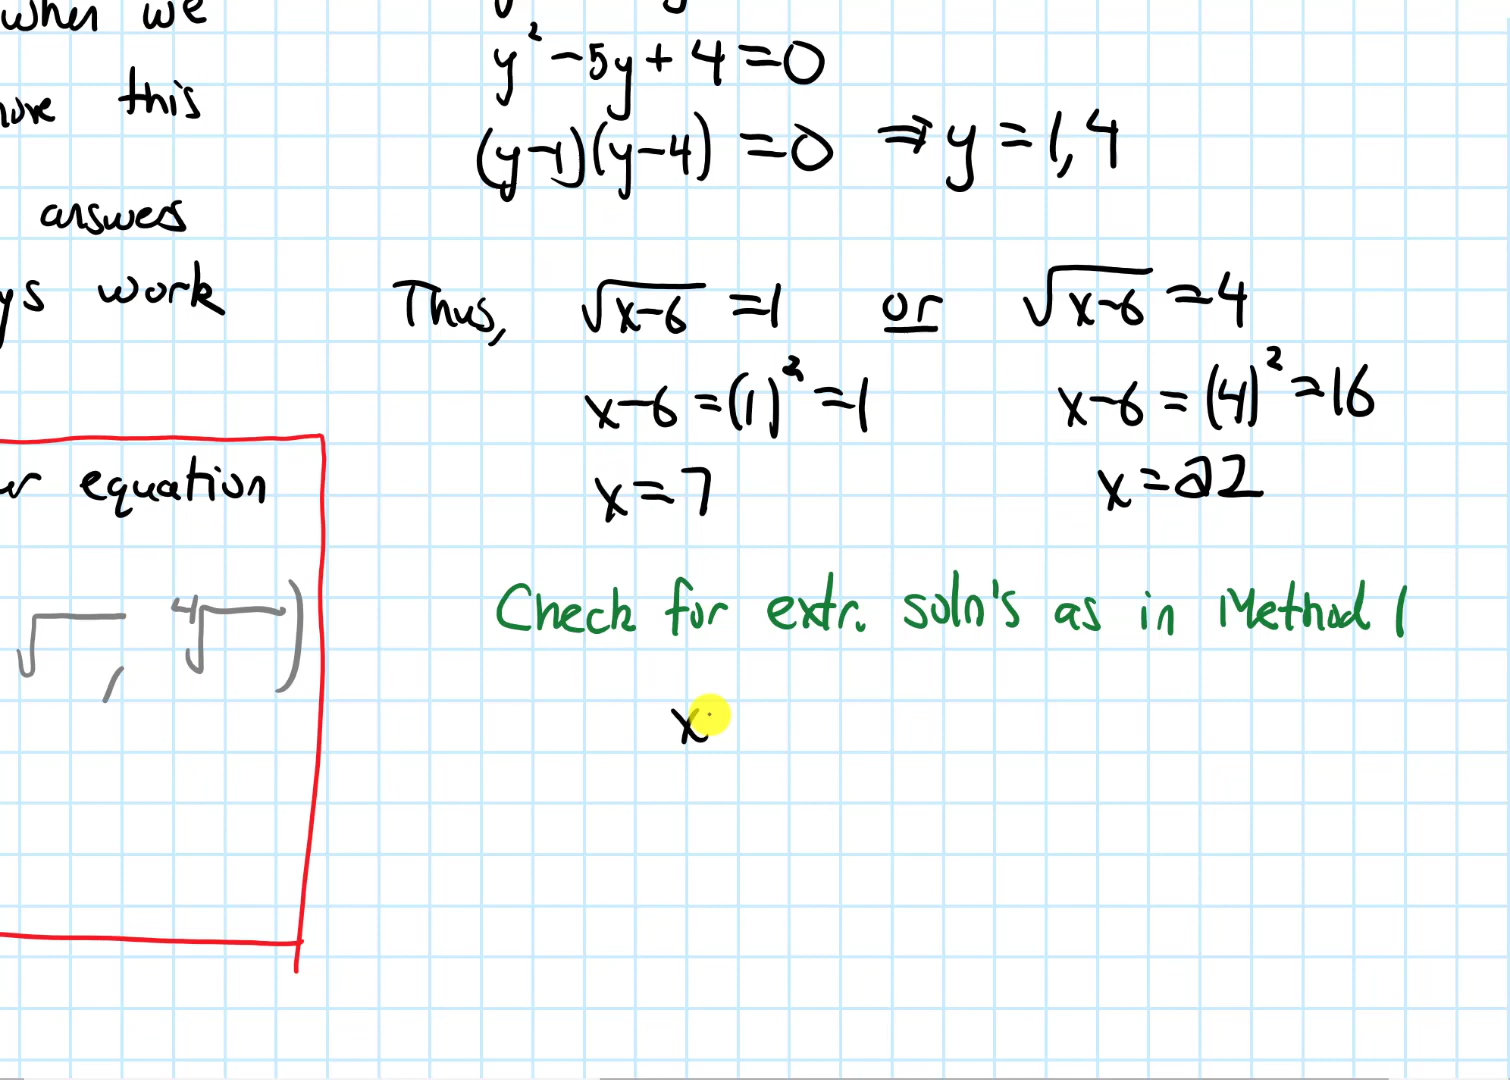 when we
this
answers
work
equation
√ , ∜ )
y² - 5y + 4 = 0
(y-1)(y-4) = 0 ⇒ y = 1, 4
Thus, √(x-6) = 1 or √(x-6) = 4
x-6 = (1)² = 1 x-6 = (4)² = 16
x = 7 x = 22
Check for extr. soln's as in Method 1
x